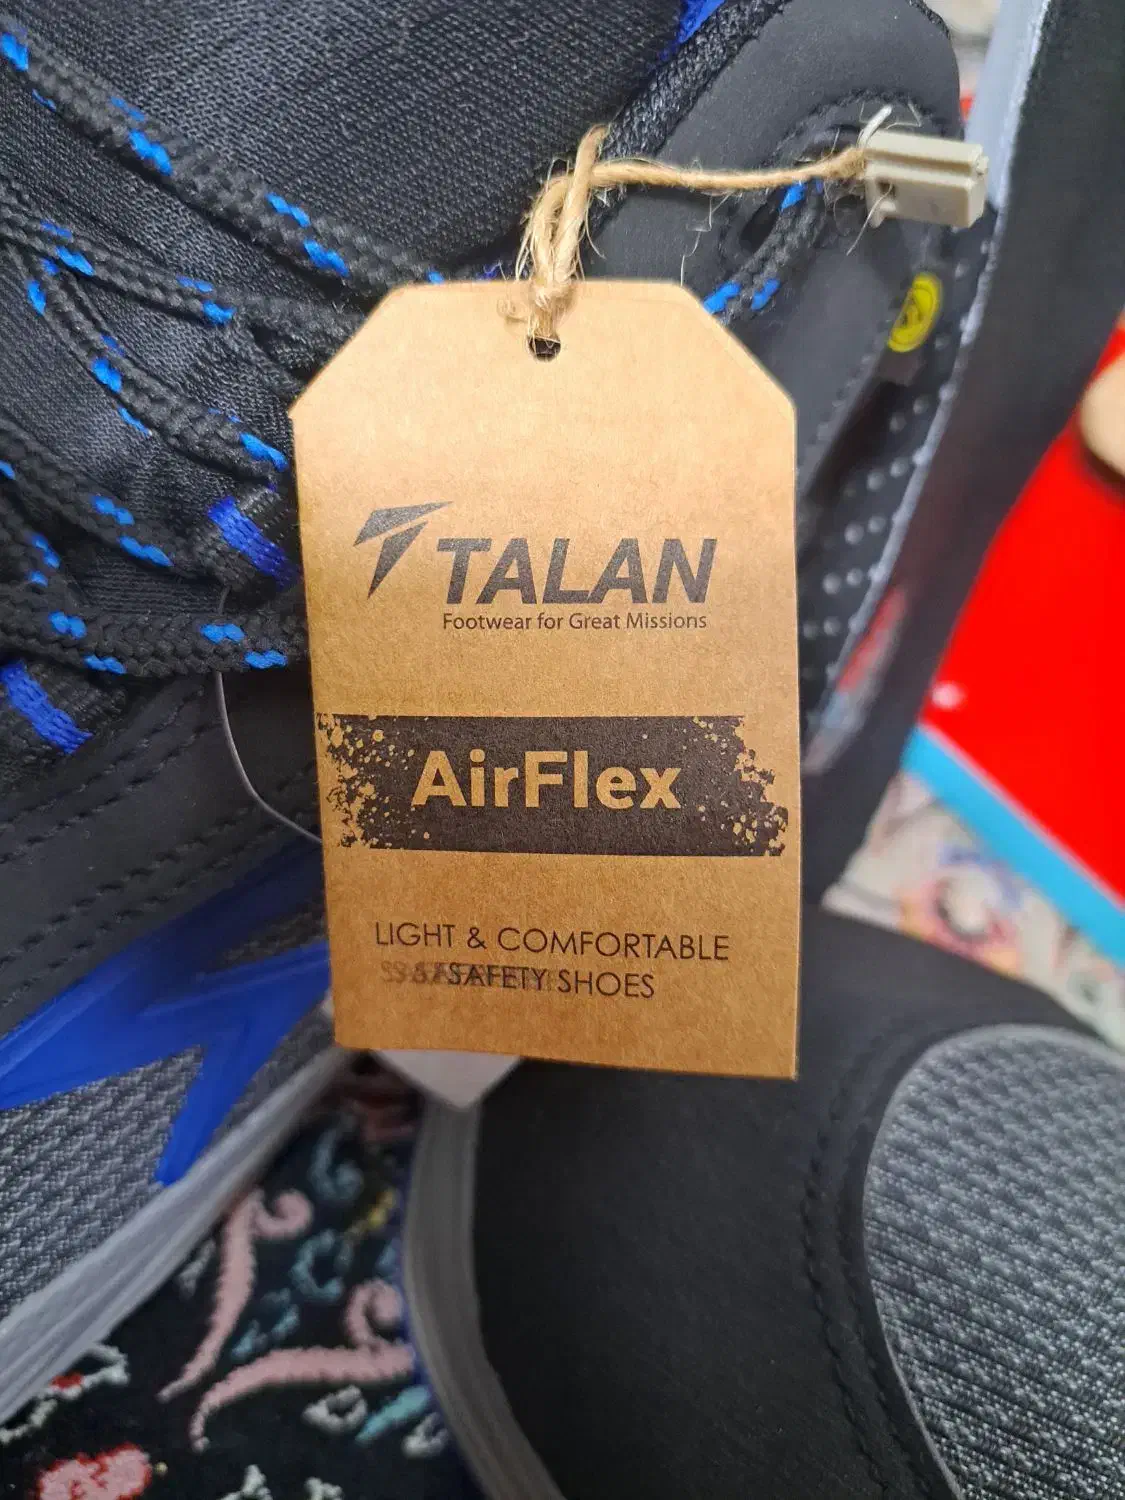 TALAN
Footwear for Great Missions
AirFlex
LIGHT & COMFORTABLE
SAFETY SHOES